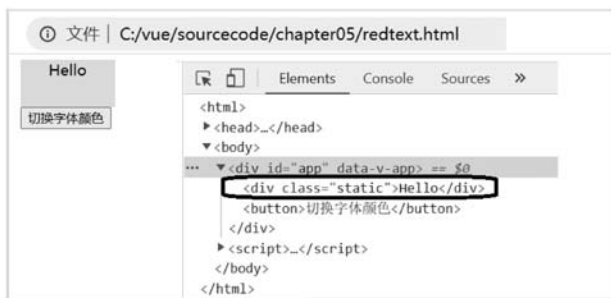 ⓘ 文件 | C:/vue/sourcecode/chapter05/redtext.html
Hello
切换字体颜色
Elements Console Sources »
<html>
▶<head>…</head>
▼<body>
••• ▼<div id="app" data-v-app> == $0
<div class="static">Hello</div>
<button>切换字体颜色</button>
</div>
▶<script>…</script>
</body>
</html>